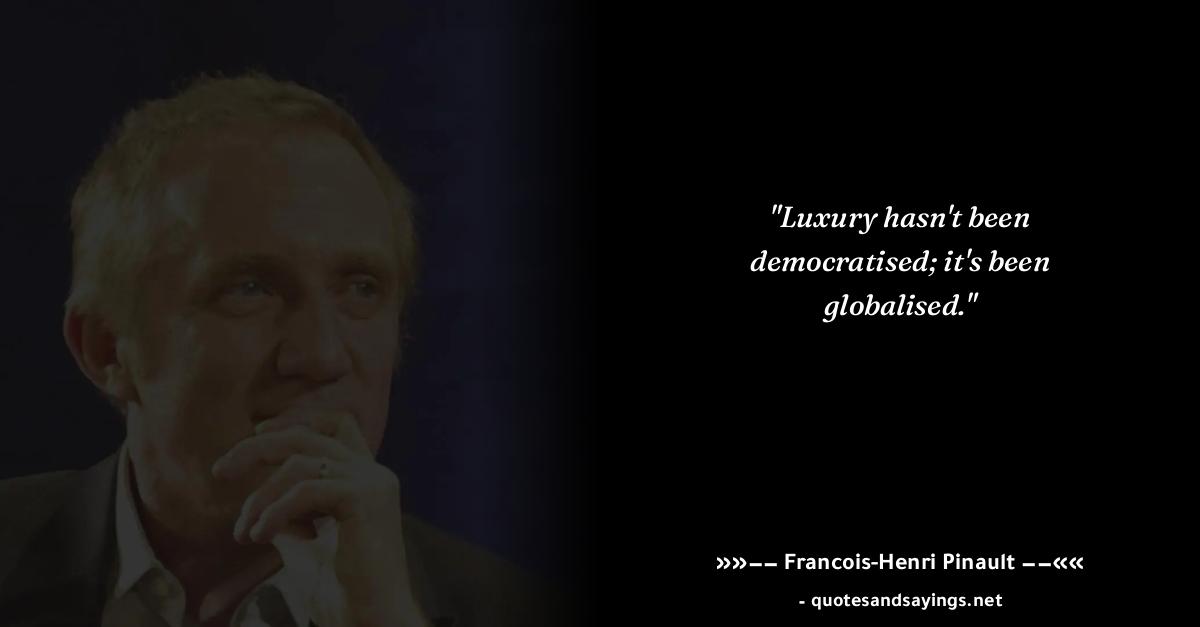 "Luxury hasn't been
democratised; it's been
globalised."
»»−− Francois-Henri Pinault −−««
- quotesandsayings.net